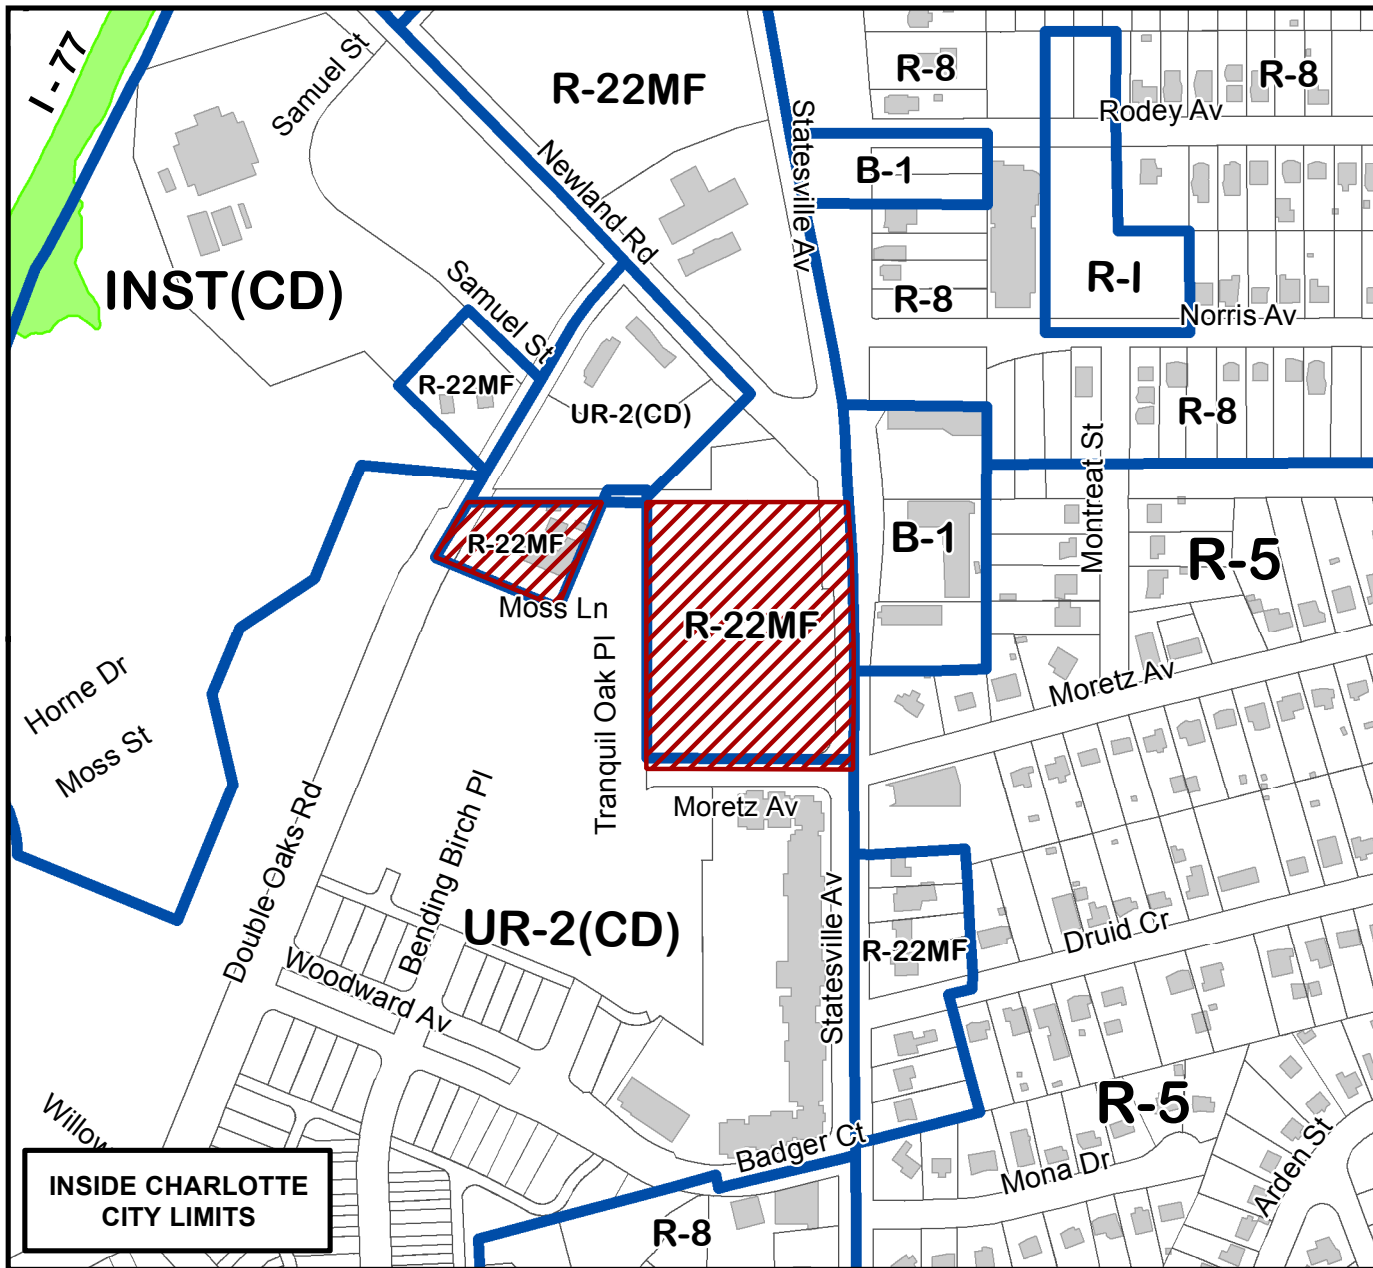 I - 77
Samuel St
R-22MF
R-8
R-8
Rodey Av
Statesville Av
Newland Rd
B-1
INST(CD)
Samuel St
R-8
R-I
Norris Av
R-22MF
UR-2(CD)
R-8
Montreat St
R-22MF
B-1
R-5
Moss Ln
R-22MF
Tranquil Oak Pl
Horne Dr
Moss St
Moretz Av
Double Oaks Rd
Bending Birch Pl
Moretz Av
UR-2(CD)
Statesville Av
R-22MF
Druid Cr
Woodward Av
R-5
Willow
Badger Ct
Mona Dr
Arden St
INSIDE CHARLOTTE
CITY LIMITS
R-8